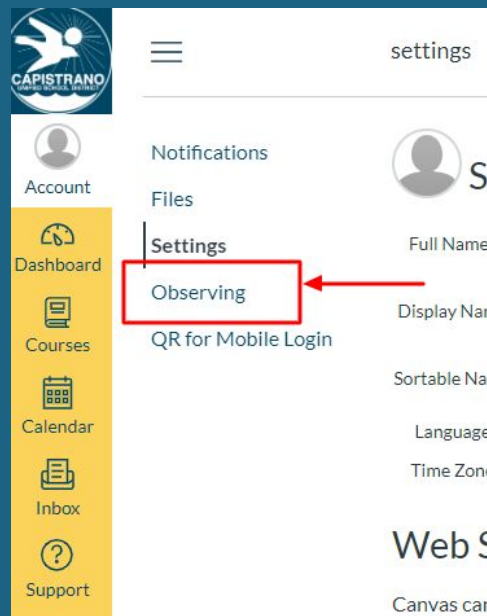 CAPISTRANO
UNIFIED SCHOOL DISTRICT
Account
Dashboard
Courses
Calendar
Inbox
Support
Notifications
Files
Settings
Observing
QR for Mobile Login
settings
S
Full Name
Display Nam
Sortable Na
Language
Time Zone
Web S
Canvas can